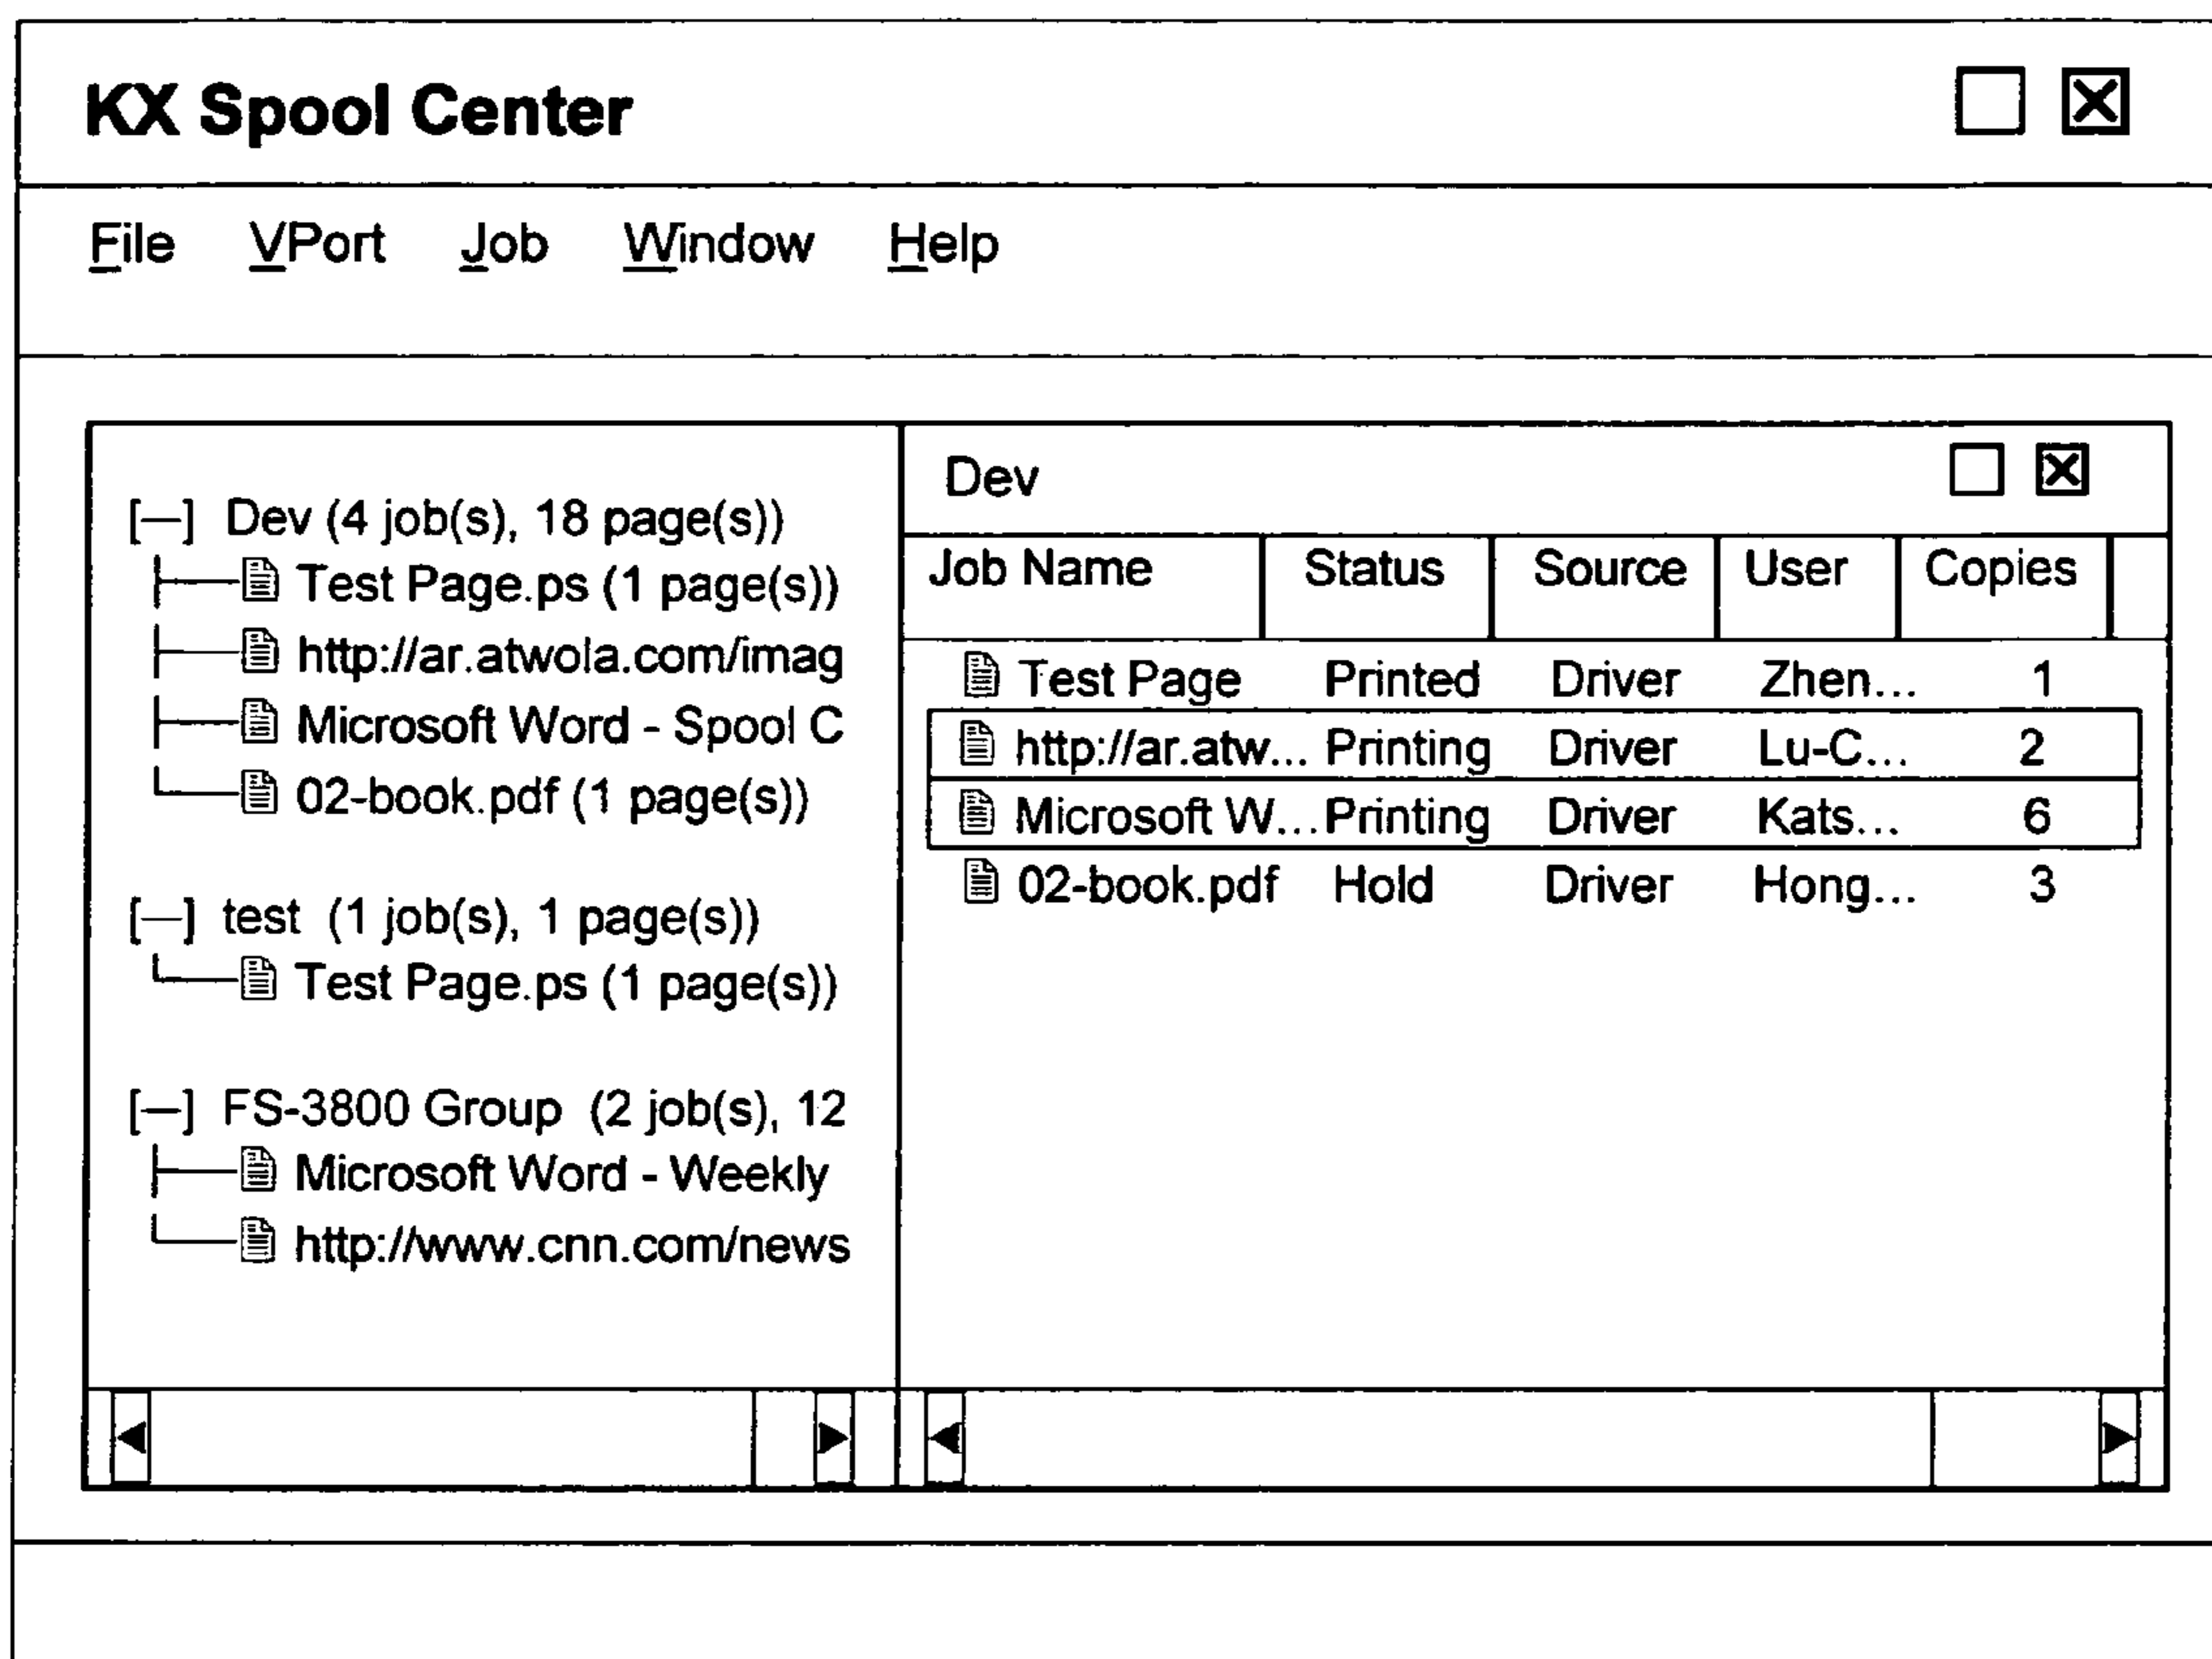 KX Spool Center
File VPort Job Window Help
[—] Dev (4 job(s), 18 page(s))
Test Page.ps (1 page(s))
http://ar.atwola.com/imag
Microsoft Word - Spool C
02-book.pdf (1 page(s))
[—] test (1 job(s), 1 page(s))
Test Page.ps (1 page(s))
[—] FS-3800 Group (2 job(s), 12
Microsoft Word - Weekly
http://www.cnn.com/news
Dev
Job Name Status Source User Copies
Test Page Printed Driver Zhen... 1
http://ar.atw... Printing Driver Lu-C... 2
Microsoft W... Printing Driver Kats... 6
02-book.pdf Hold Driver Hong... 3